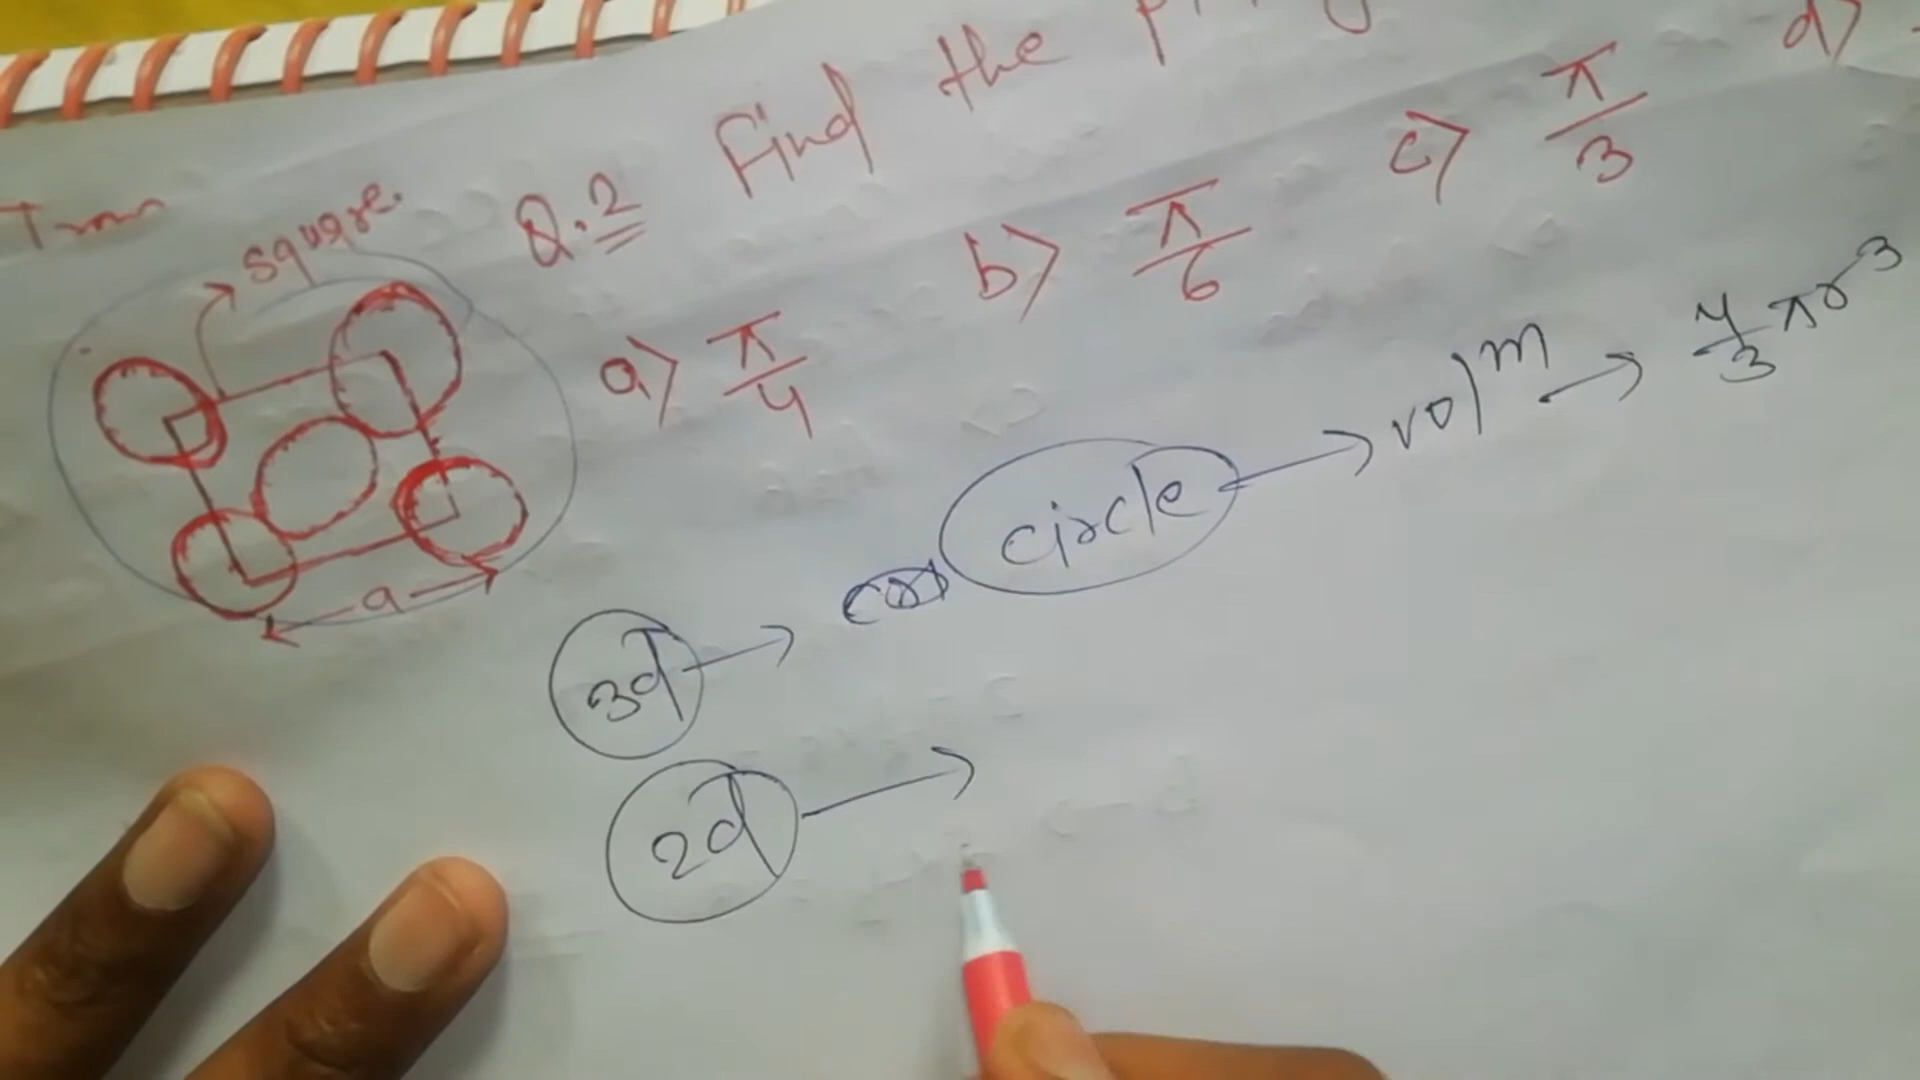 Q.2 Find the
square.
a) π/4 b) π/6 c) π/3 d)
a
3d → circle → volm → 4/3 πr³
2d →